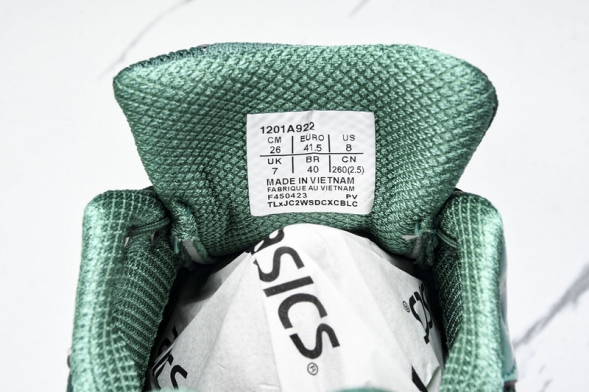 1201A922
CM EURO US
26 41.5 8
UK BR CN
7 40 260(2.5)
MADE IN VIETNAM
FABRIQUE AU VIETNAM
F450423 PV
TLxJC2WSDCXCBLC
ASICS®